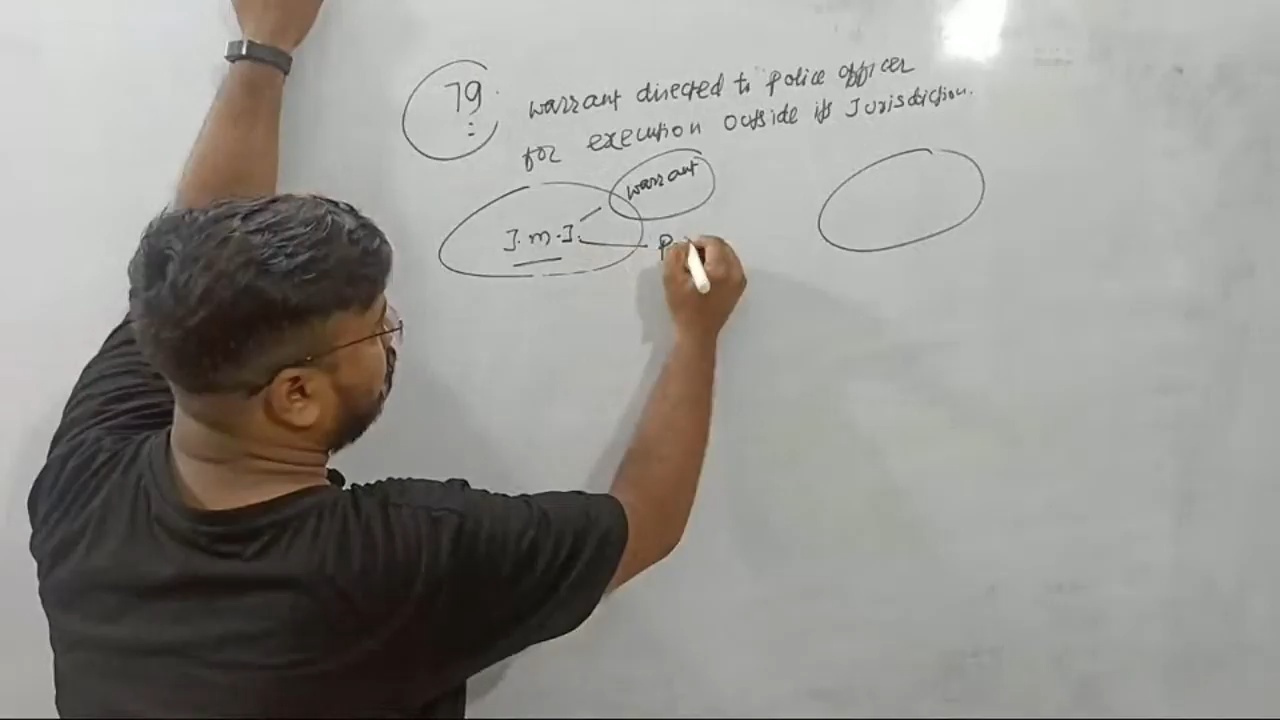 79. warrant directed to police officer
for execution outside its Jurisdiction.
warrant
J.M.I.
P